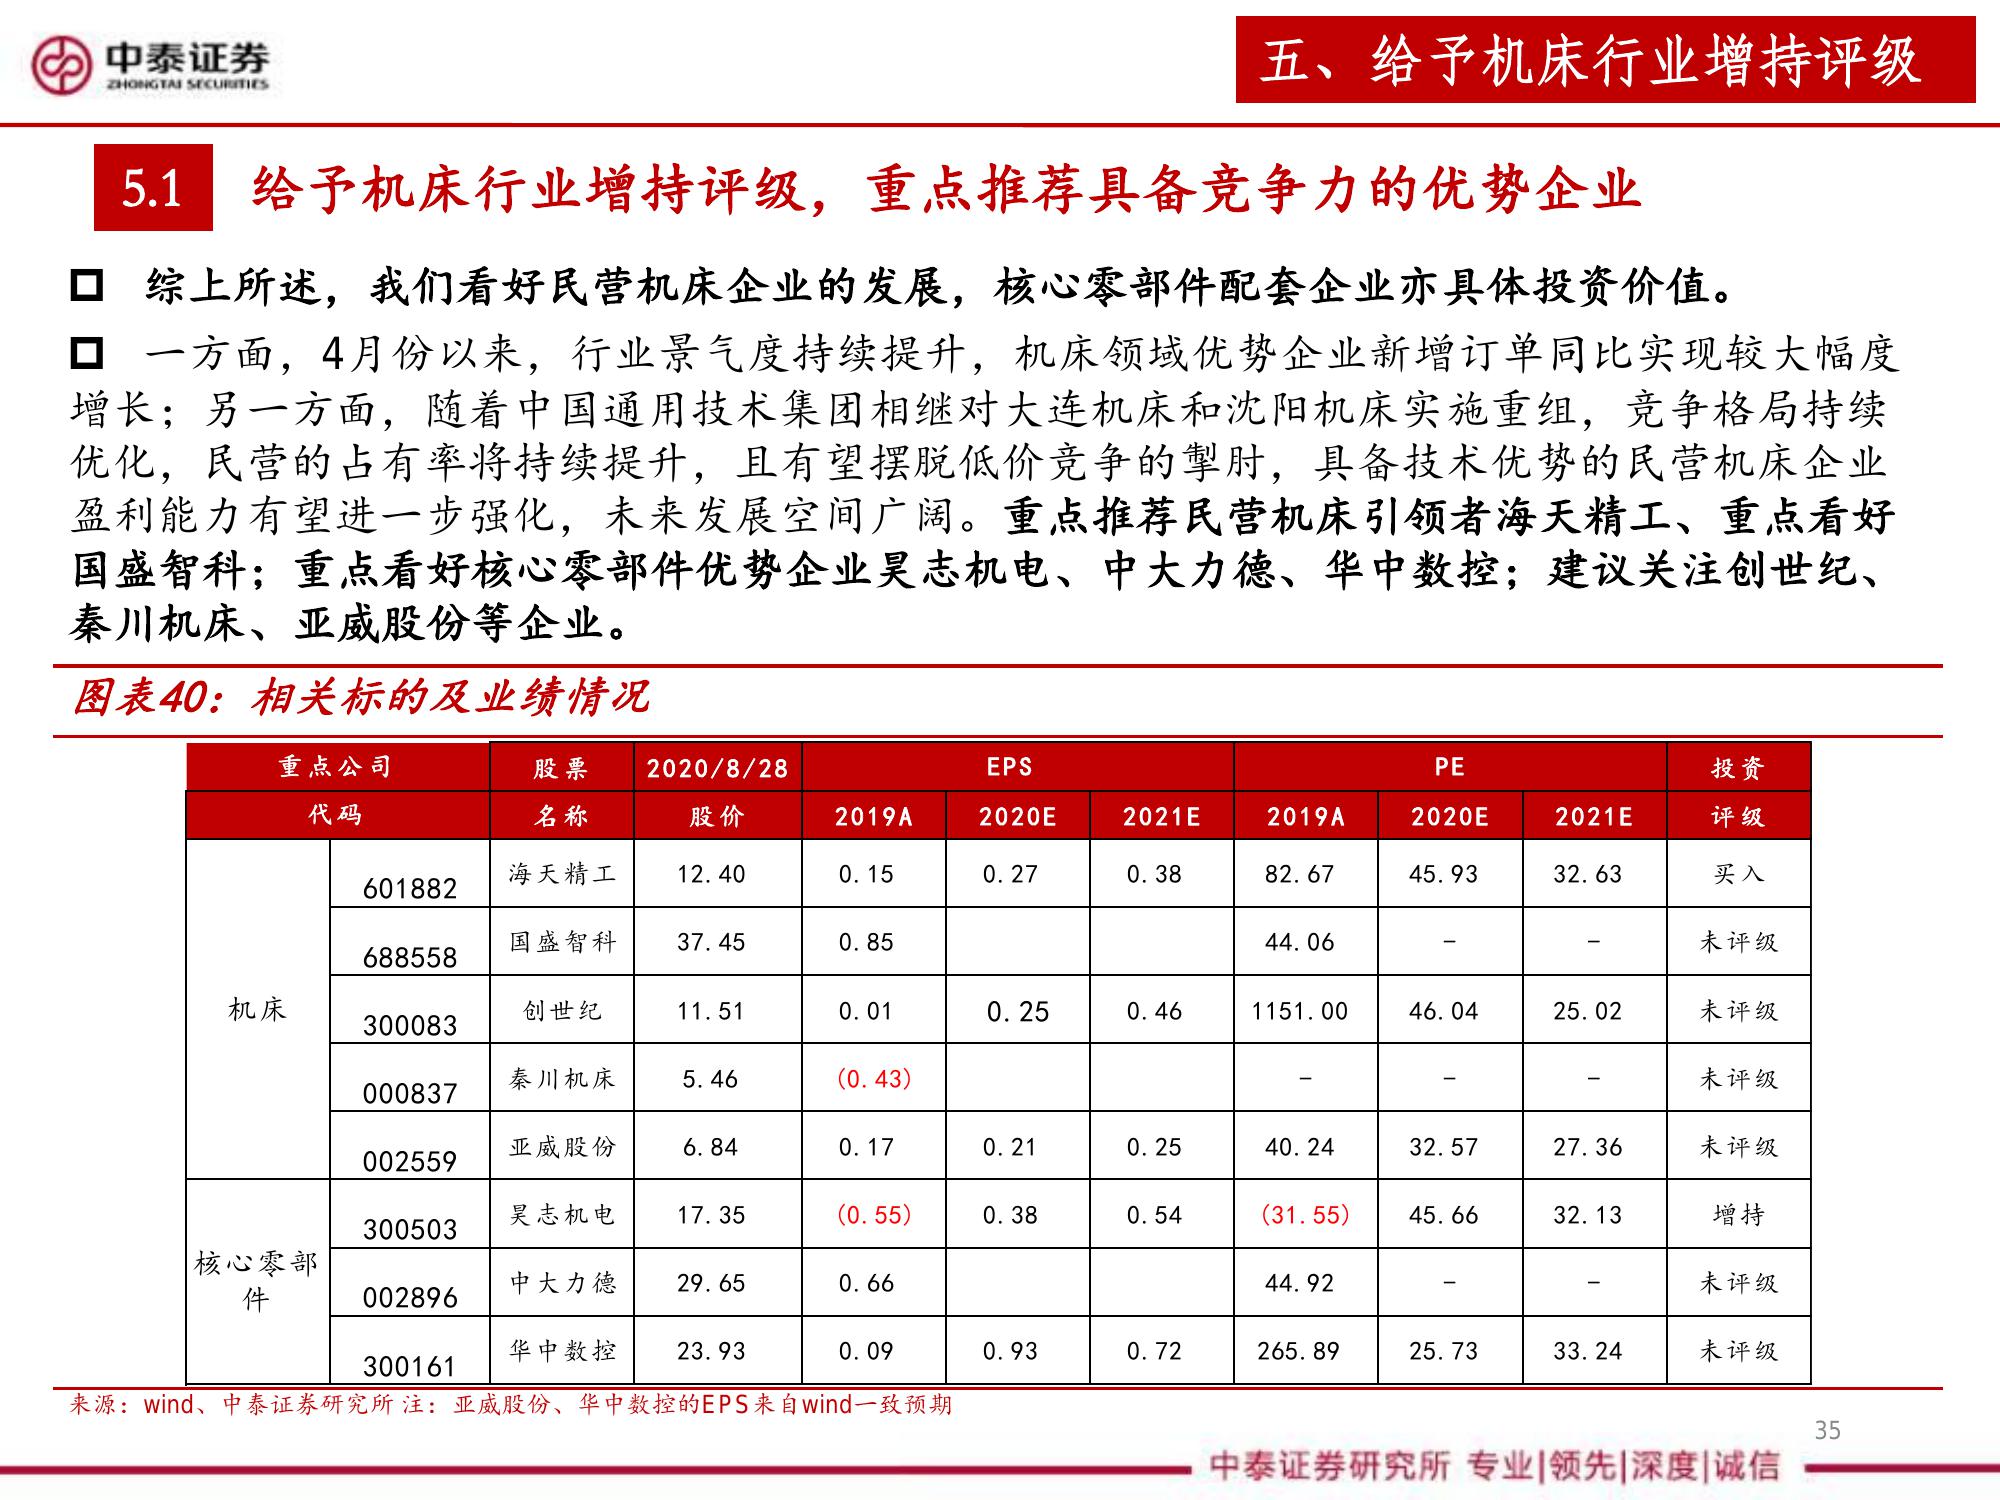 中泰证券
ZHONGTAI SECURITIES
五、给予机床行业增持评级
5.1 给予机床行业增持评级，重点推荐具备竞争力的优势企业
综上所述，我们看好民营机床企业的发展，核心零部件配套企业亦具体投资价值。
一方面，4月份以来，行业景气度持续提升，机床领域优势企业新增订单同比实现较大幅度
增长；另一方面，随着中国通用技术集团相继对大连机床和沈阳机床实施重组，竞争格局持续
优化，民营的占有率将持续提升，且有望摆脱低价竞争的掣肘，具备技术优势的民营机床企业
盈利能力有望进一步强化，未来发展空间广阔。重点推荐民营机床引领者海天精工、重点看好
国盛智科；重点看好核心零部件优势企业昊志机电、中大力德、华中数控；建议关注创世纪、
秦川机床、亚威股份等企业。
图表40：相关标的及业绩情况
重点公司 股票 2020/8/28 EPS PE 投资
代码 名称 股价 2019A 2020E 2021E 2019A 2020E 2021E 评级
机床
601882 海天精工 12.40 0.15 0.27 0.38 82.67 45.93 32.63 买入
688558 国盛智科 37.45 0.85 44.06 - - 未评级
300083 创世纪 11.51 0.01 0.25 0.46 1151.00 46.04 25.02 未评级
000837 秦川机床 5.46 (0.43) - - - 未评级
002559 亚威股份 6.84 0.17 0.21 0.25 40.24 32.57 27.36 未评级
核心零部
件
300503 昊志机电 17.35 (0.55) 0.38 0.54 (31.55) 45.66 32.13 增持
002896 中大力德 29.65 0.66 44.92 - - 未评级
300161 华中数控 23.93 0.09 0.93 0.72 265.89 25.73 33.24 未评级
来源：wind、中泰证券研究所 注：亚威股份、华中数控的EPS来自wind一致预期
35
中泰证券研究所 专业|领先|深度|诚信